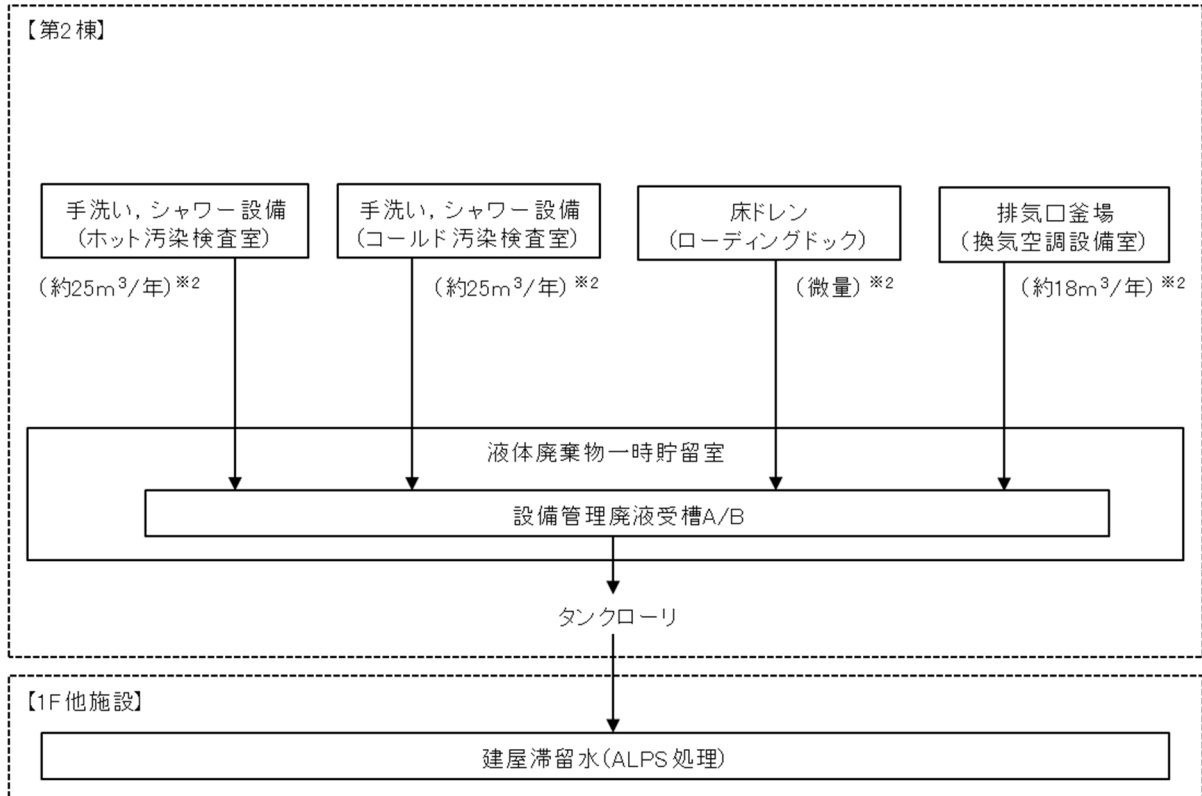 【第2棟】
手洗い，シャワー設備
(ホット汚染検査室)
手洗い，シャワー設備
(コールド汚染検査室)
床ドレン
(ローディングドック)
排気口釜場
(換気空調設備室)
(約25m³/年)※2
(約25m³/年)※2
(微量)※2
(約18m³/年)※2
液体廃棄物一時貯留室
設備管理廃液受槽A/B
タンクローリ
【1F他施設】
建屋滞留水(ALPS処理)